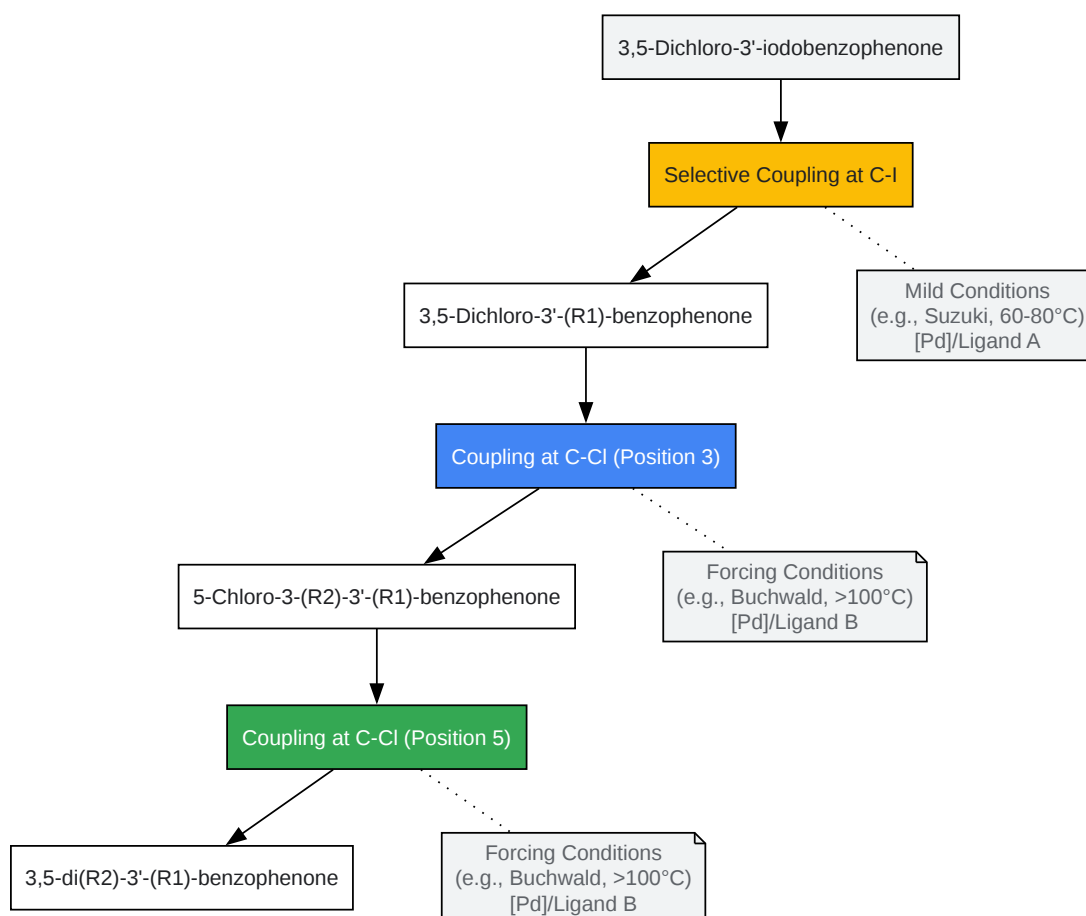 3,5-Dichloro-3'-iodobenzophenone
Selective Coupling at C-I
Mild Conditions
(e.g., Suzuki, 60-80°C)
[Pd]/Ligand A
3,5-Dichloro-3'-(R1)-benzophenone
Coupling at C-Cl (Position 3)
Forcing Conditions
(e.g., Buchwald, >100°C)
[Pd]/Ligand B
5-Chloro-3-(R2)-3'-(R1)-benzophenone
Coupling at C-Cl (Position 5)
Forcing Conditions
(e.g., Buchwald, >100°C)
[Pd]/Ligand B
3,5-di(R2)-3'-(R1)-benzophenone